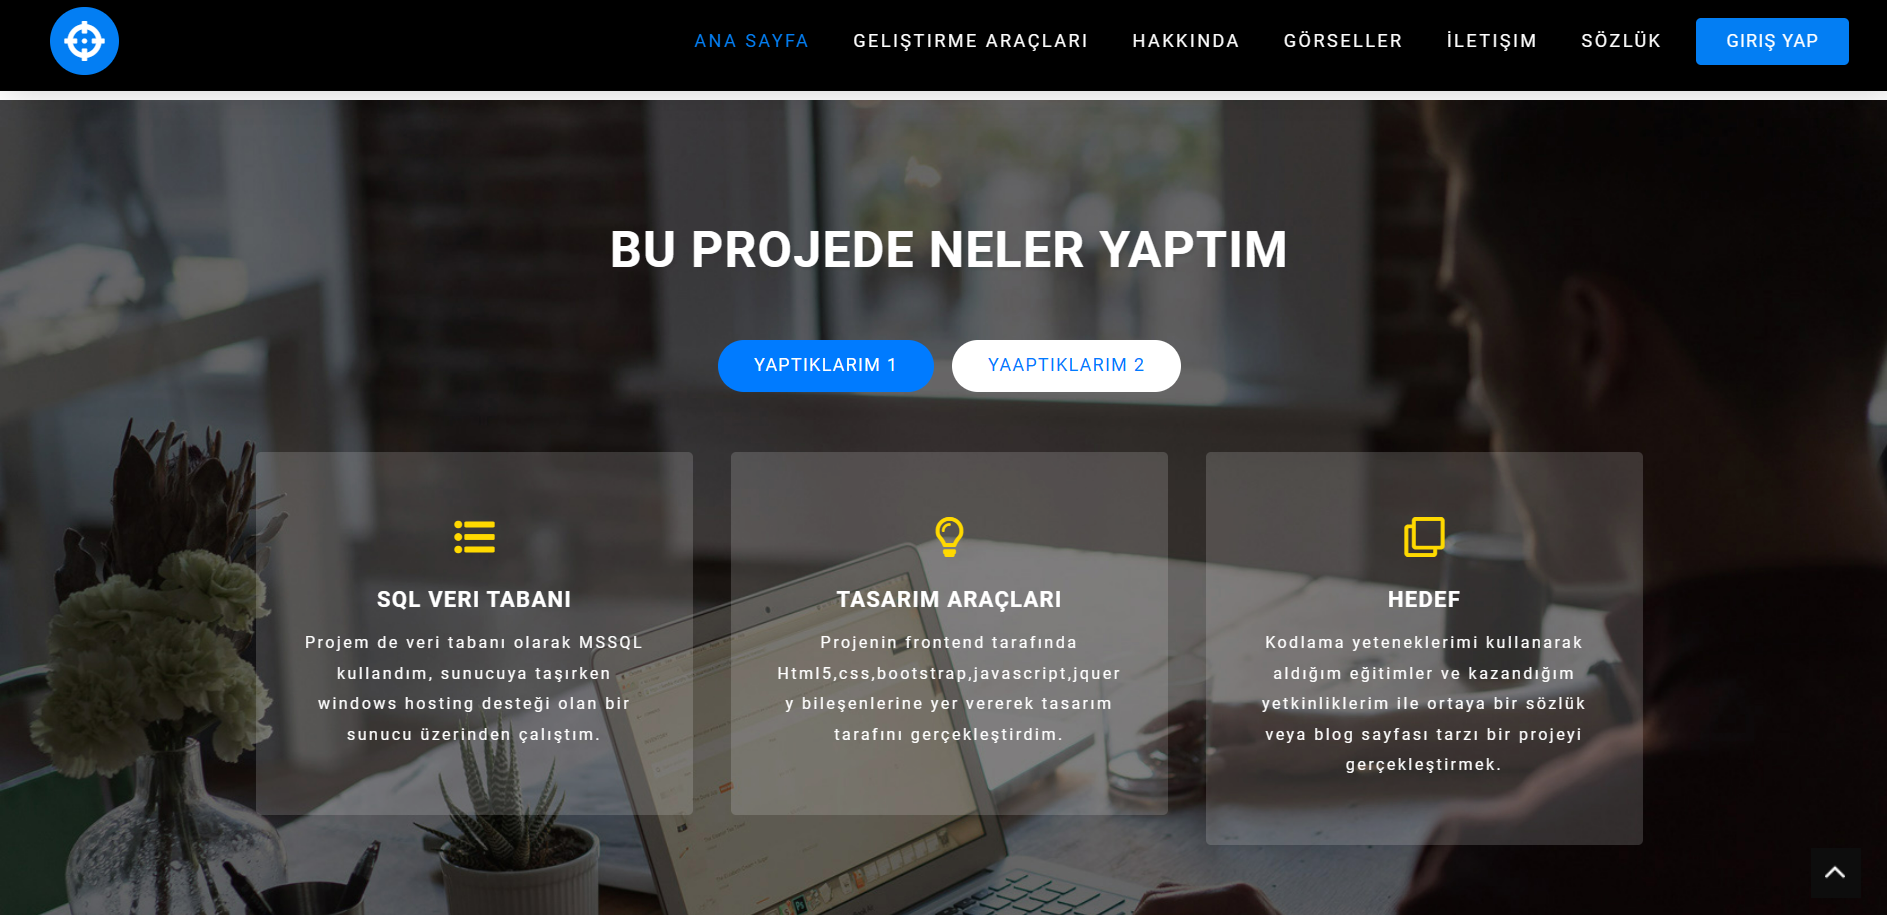 ANA SAYFA GELIŞTIRME ARAÇLARI HAKKINDA GÖRSELLER İLETIŞIM SÖZLÜK GIRIŞ YAP
BU PROJEDE NELER YAPTIM
YAPTIKLARIM 1 YAAPTIKLARIM 2
SQL VERI TABANI
Projem de veri tabanı olarak MSSQL
kullandım, sunucuya taşırken
windows hosting desteği olan bir
sunucu üzerinden çalıştım.
TASARIM ARAÇLARI
Projenin frontend tarafında
Html5,css,bootstrap,javascript,jquer
y bileşenlerine yer vererek tasarım
tarafını gerçekleştirdim.
HEDEF
Kodlama yeteneklerimi kullanarak
aldığım eğitimler ve kazandığım
yetkinliklerim ile ortaya bir sözlük
veya blog sayfası tarzı bir projeyi
gerçekleştirmek.